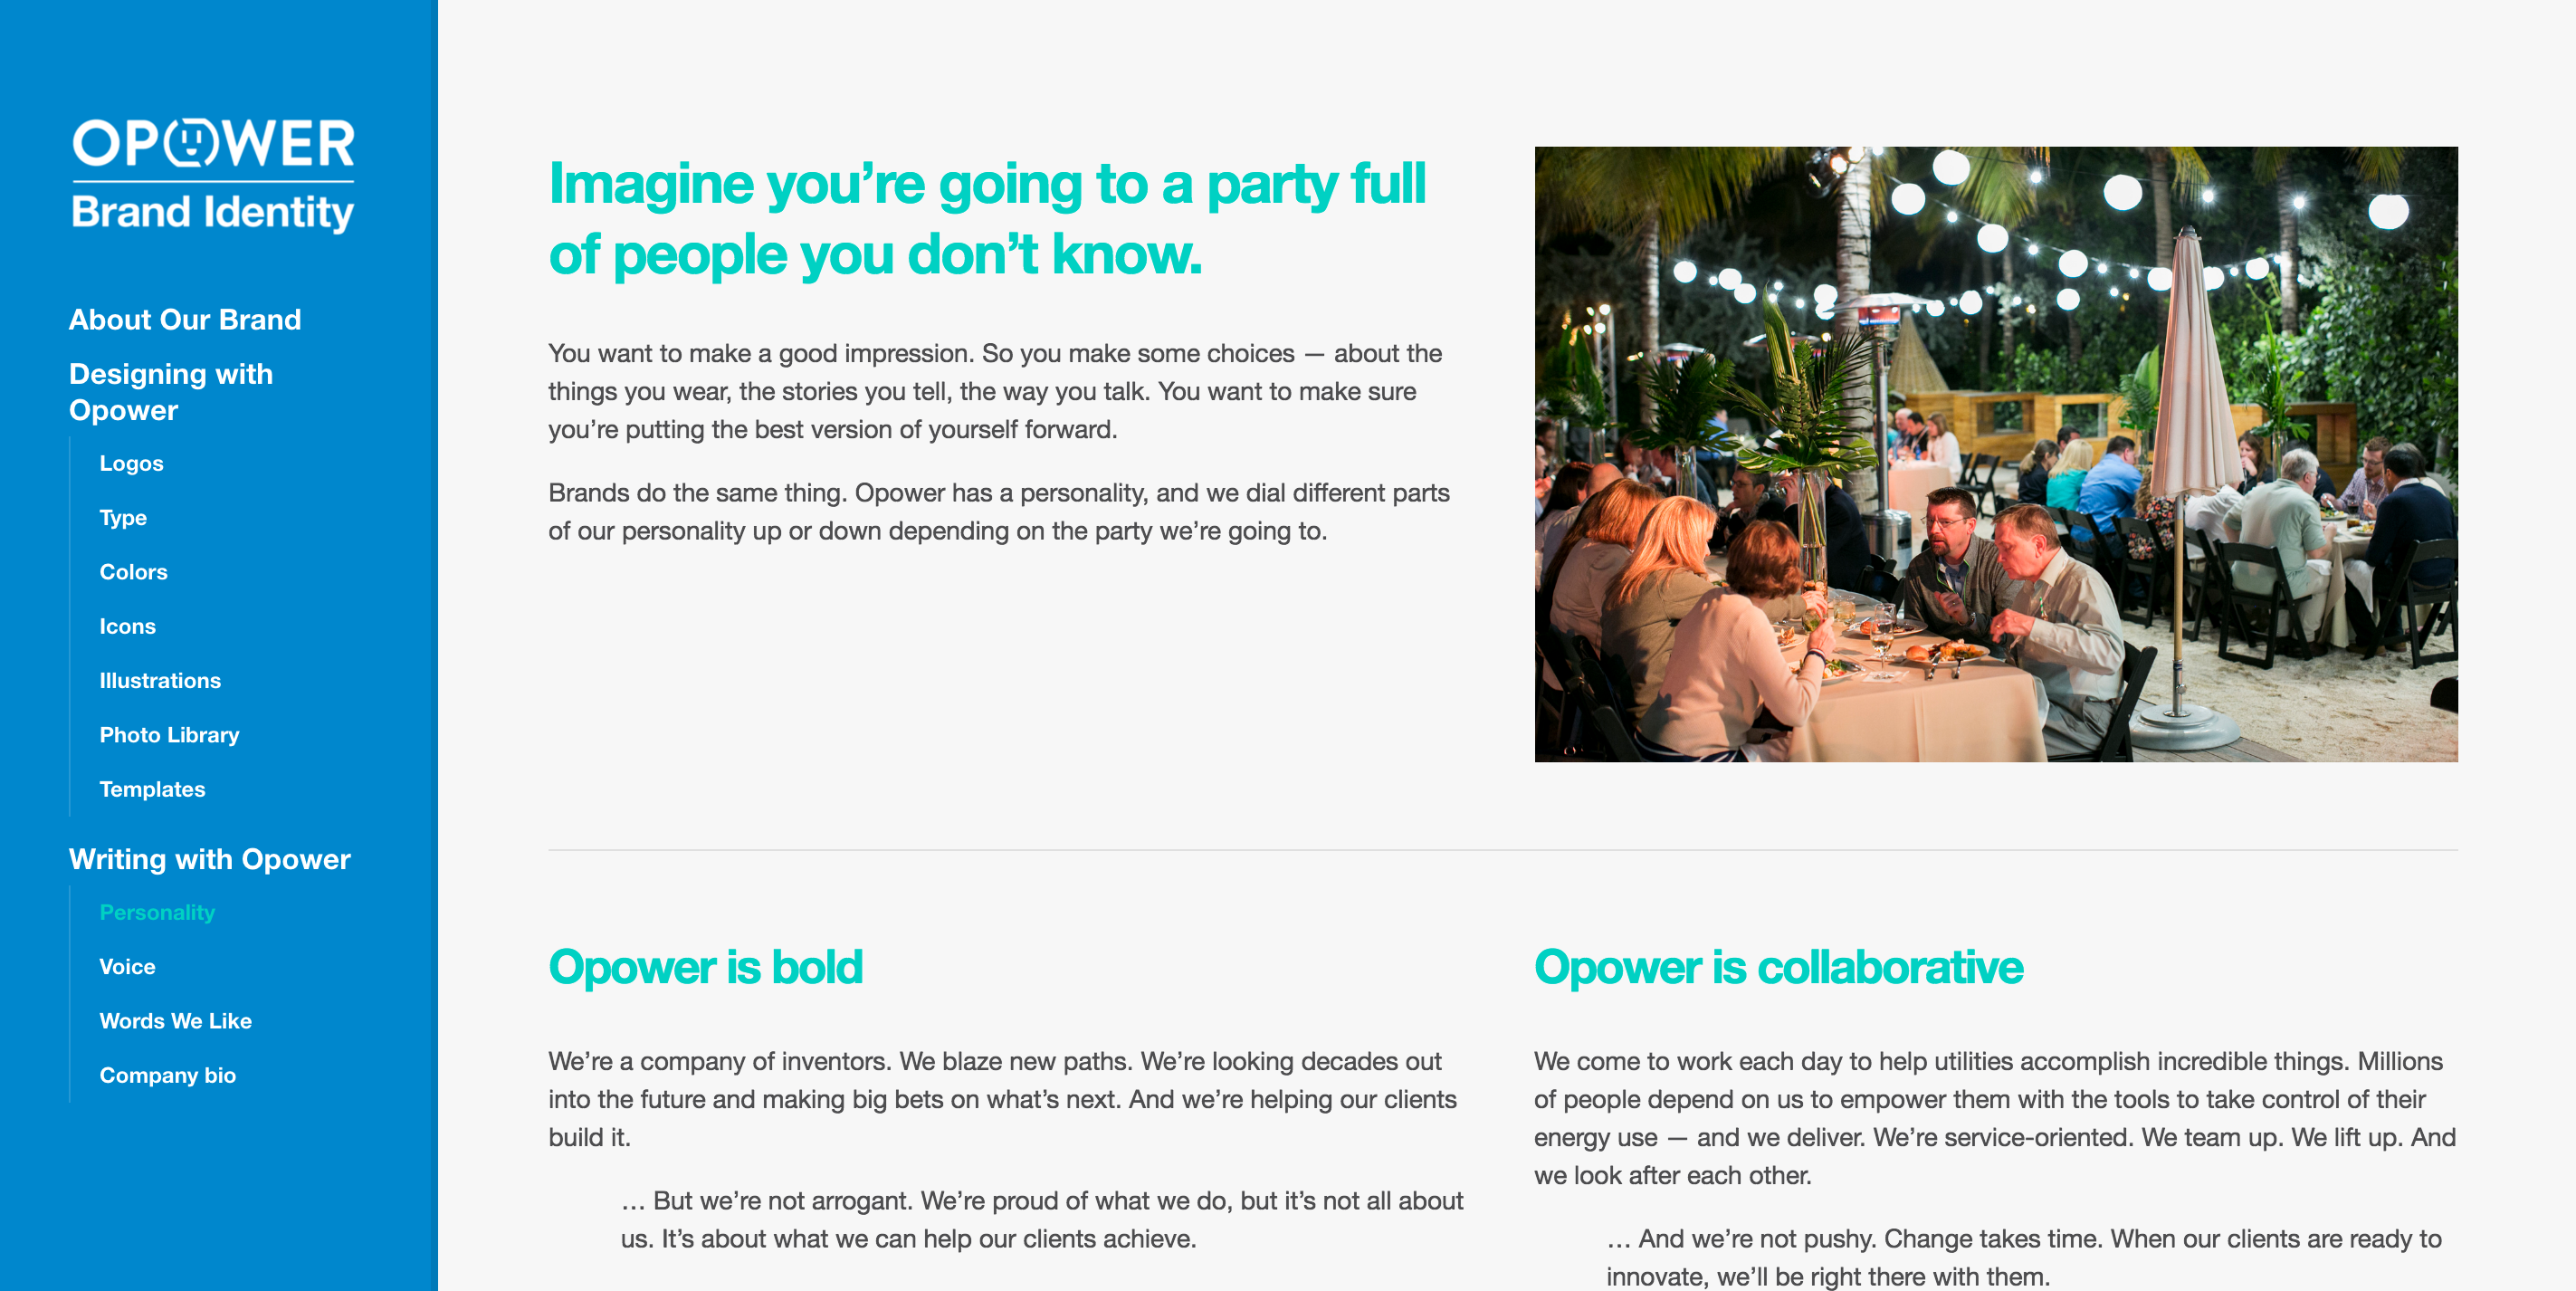 OPOWER
Brand Identity
About Our Brand
Designing with
Opower
Logos
Type
Colors
Icons
Illustrations
Photo Library
Templates
Writing with Opower
Personality
Voice
Words We Like
Company bio
Imagine you’re going to a party full
of people you don’t know.
You want to make a good impression. So you make some choices — about the
things you wear, the stories you tell, the way you talk. You want to make sure
you’re putting the best version of yourself forward.
Brands do the same thing. Opower has a personality, and we dial different parts
of our personality up or down depending on the party we’re going to.
Opower is bold
We’re a company of inventors. We blaze new paths. We’re looking decades out
into the future and making big bets on what’s next. And we’re helping our clients
build it.
… But we’re not arrogant. We’re proud of what we do, but it’s not all about
us. It’s about what we can help our clients achieve.
Opower is collaborative
We come to work each day to help utilities accomplish incredible things. Millions
of people depend on us to empower them with the tools to take control of their
energy use — and we deliver. We’re service-oriented. We team up. We lift up. And
we look after each other.
… And we’re not pushy. Change takes time. When our clients are ready to
innovate, we’ll be right there with them.